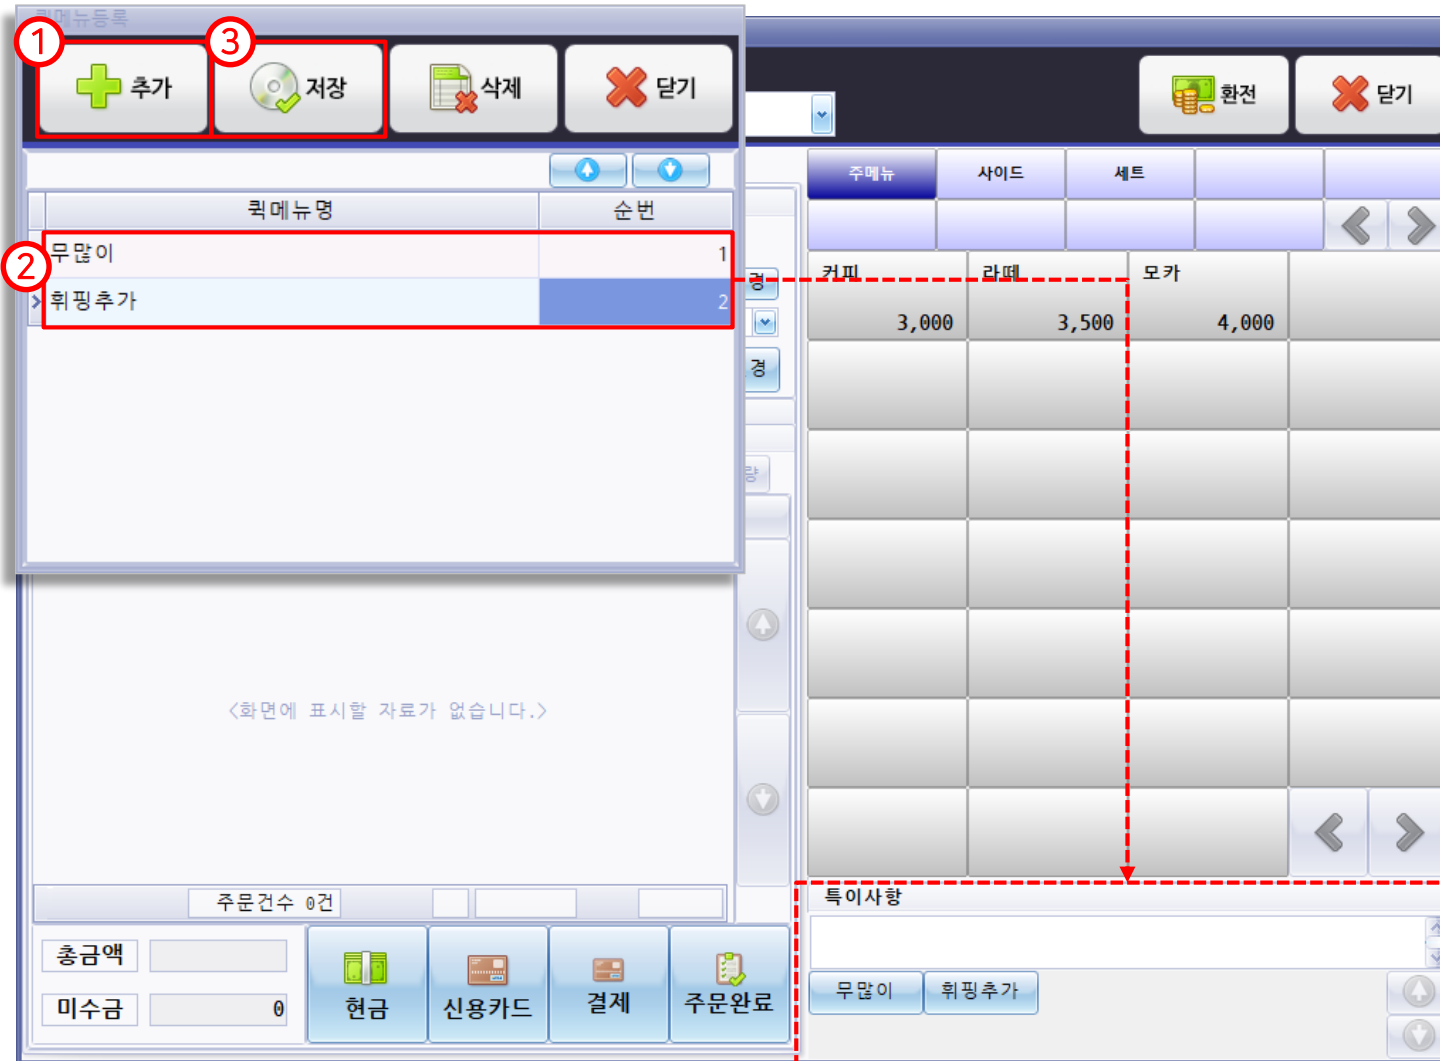 퀵메뉴등록
1
3
추가
저장
삭제
닫기
환전
닫기
퀵메뉴명
순번
2
무많이
1
휘핑추가
2
경
경
량
주메뉴
사이드
세트
커피
3,000
라떼
3,500
모카
4,000
<화면에 표시할 자료가 없습니다.>
주문건수 0건
총금액
미수금
0
현금
신용카드
결제
주문완료
특이사항
무많이
휘핑추가